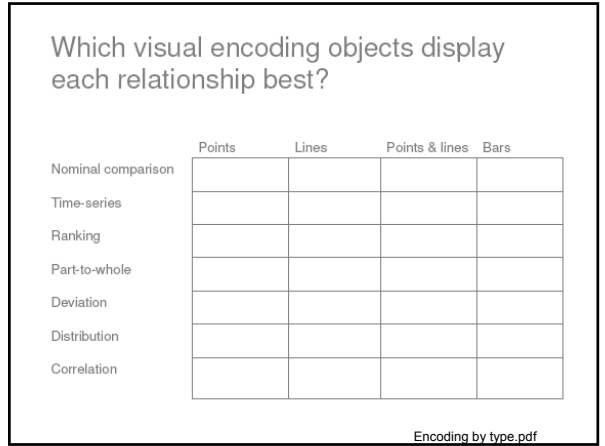 Which visual encoding objects display
each relationship best?
Points Lines Points & lines Bars
Nominal comparison
Time-series
Ranking
Part-to-whole
Deviation
Distribution
Correlation
Encoding by type.pdf